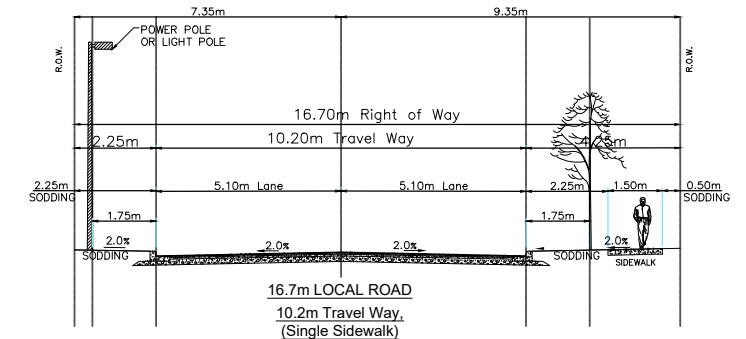 7.35m 9.35m
POWER POLE
OR LIGHT POLE
R.O.W. R.O.W.
16.70m Right of Way
2.25m 10.20m Travel Way
2.25m 5.10m Lane 5.10m Lane 2.25m 1.50m 0.50m
SODDING SODDING
1.75m 1.75m
2.0% 2.0% 2.0% 2.0%
SODDING SODDING SIDEWALK
16.7m LOCAL ROAD
10.2m Travel Way,
(Single Sidewalk)